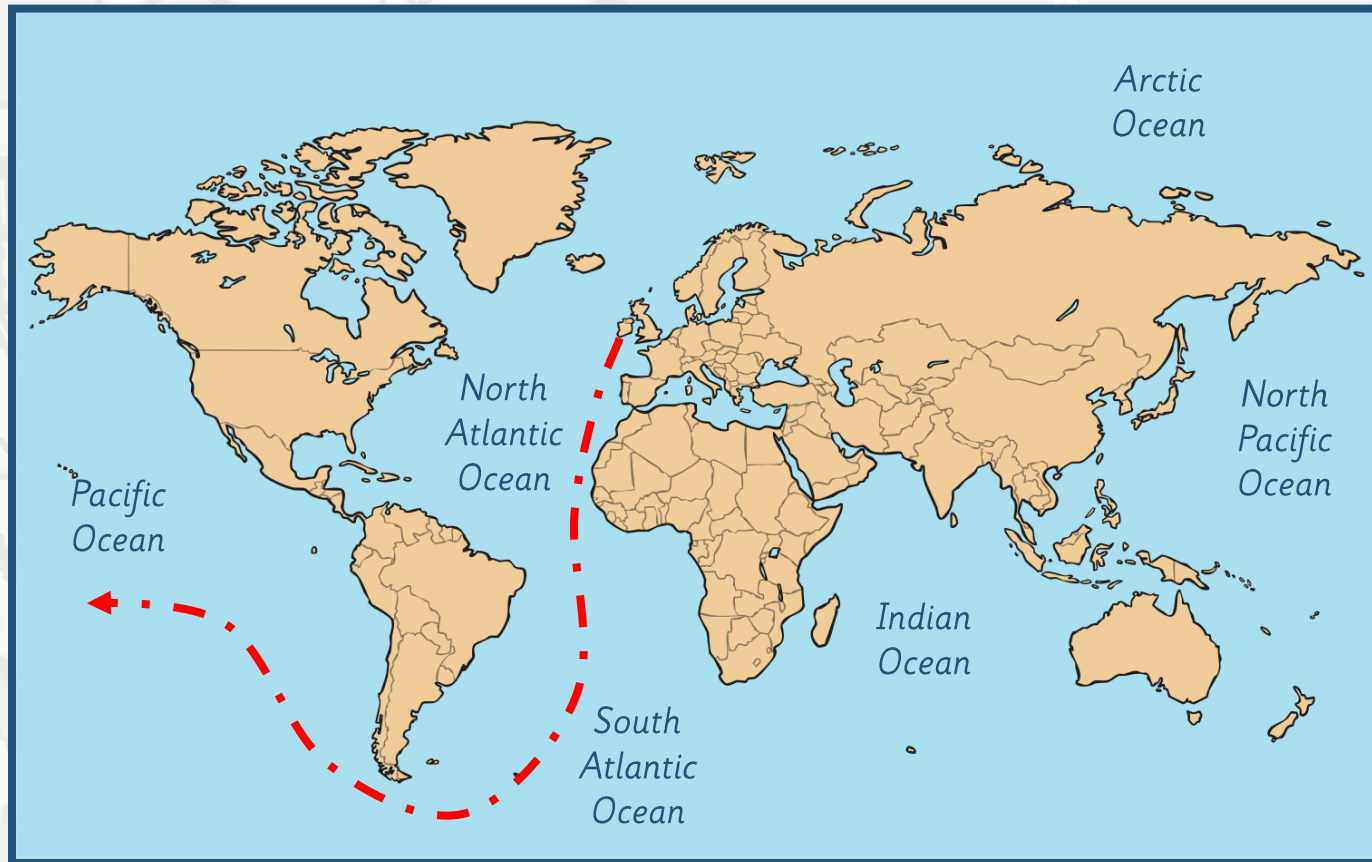 Arctic
Ocean
North
Atlantic
Ocean
North
Pacific
Ocean
Pacific
Ocean
Indian
Ocean
South
Atlantic
Ocean